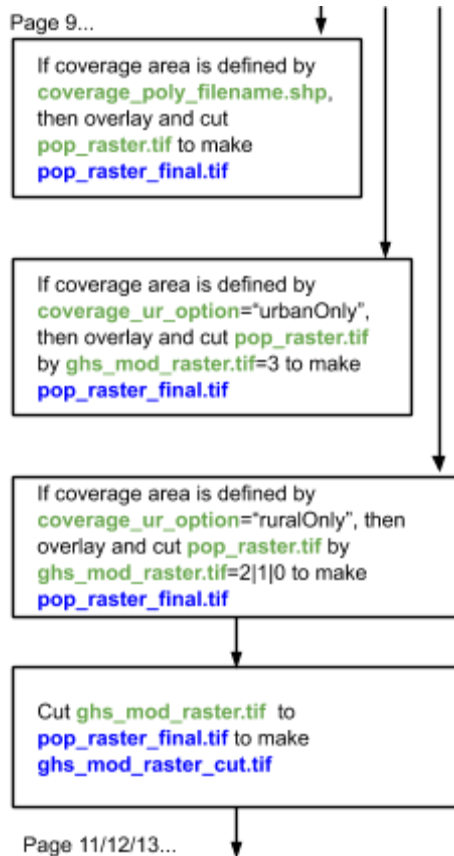 Page 9...
If coverage area is defined by
coverage_poly_filename.shp,
then overlay and cut
pop_raster.tif to make
pop_raster_final.tif
If coverage area is defined by
coverage_ur_option="urbanOnly",
then overlay and cut pop_raster.tif
by ghs_mod_raster.tif=3 to make
pop_raster_final.tif
If coverage area is defined by
coverage_ur_option="ruralOnly", then
overlay and cut pop_raster.tif by
ghs_mod_raster.tif=2|1|0 to make
pop_raster_final.tif
Cut ghs_mod_raster.tif to
pop_raster_final.tif to make
ghs_mod_raster_cut.tif
Page 11/12/13...